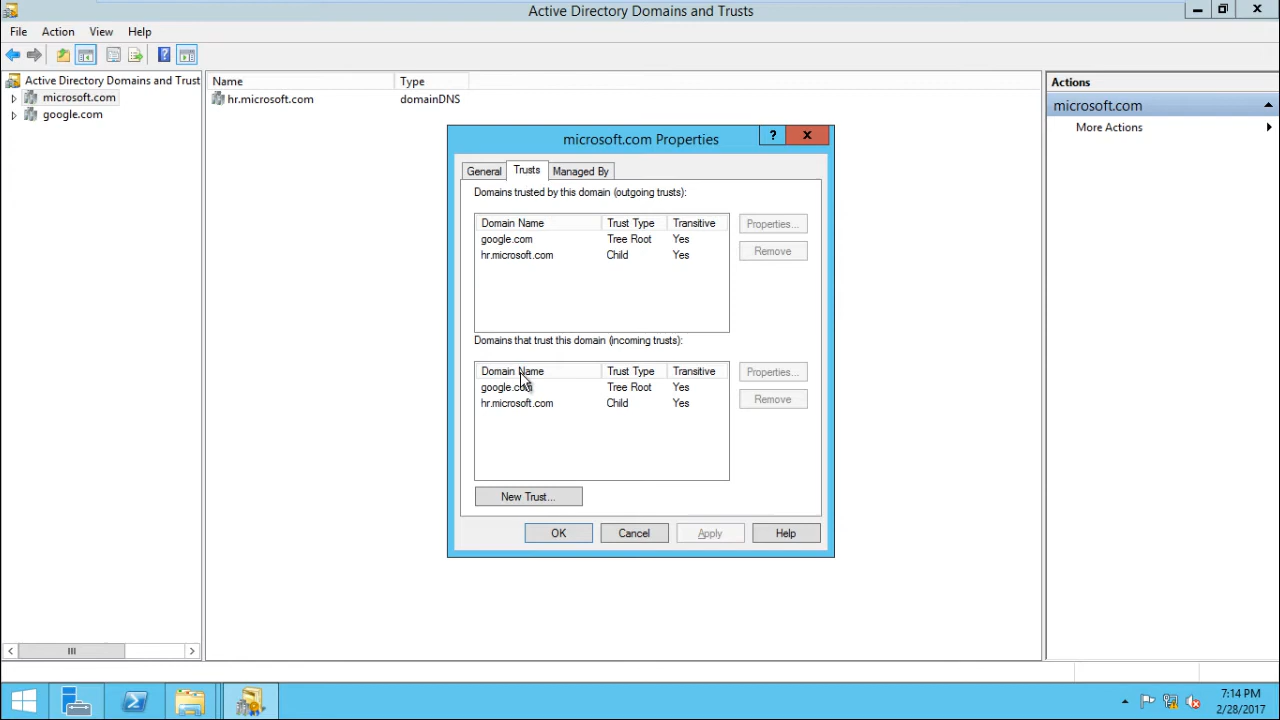 Active Directory Domains and Trusts
File Action View Help
Active Directory Domains and Trust
microsoft.com
google.com
Name Type
hr.microsoft.com domainDNS
Actions
microsoft.com
More Actions
microsoft.com Properties
? X
General Trusts Managed By
Domains trusted by this domain (outgoing trusts):
Domain Name Trust Type Transitive
google.com Tree Root Yes
hr.microsoft.com Child Yes
Properties...
Remove
Domains that trust this domain (incoming trusts):
Domain Name Trust Type Transitive
google.com Tree Root Yes
hr.microsoft.com Child Yes
Properties...
Remove
New Trust...
OK Cancel Apply Help
7:14 PM
2/28/2017